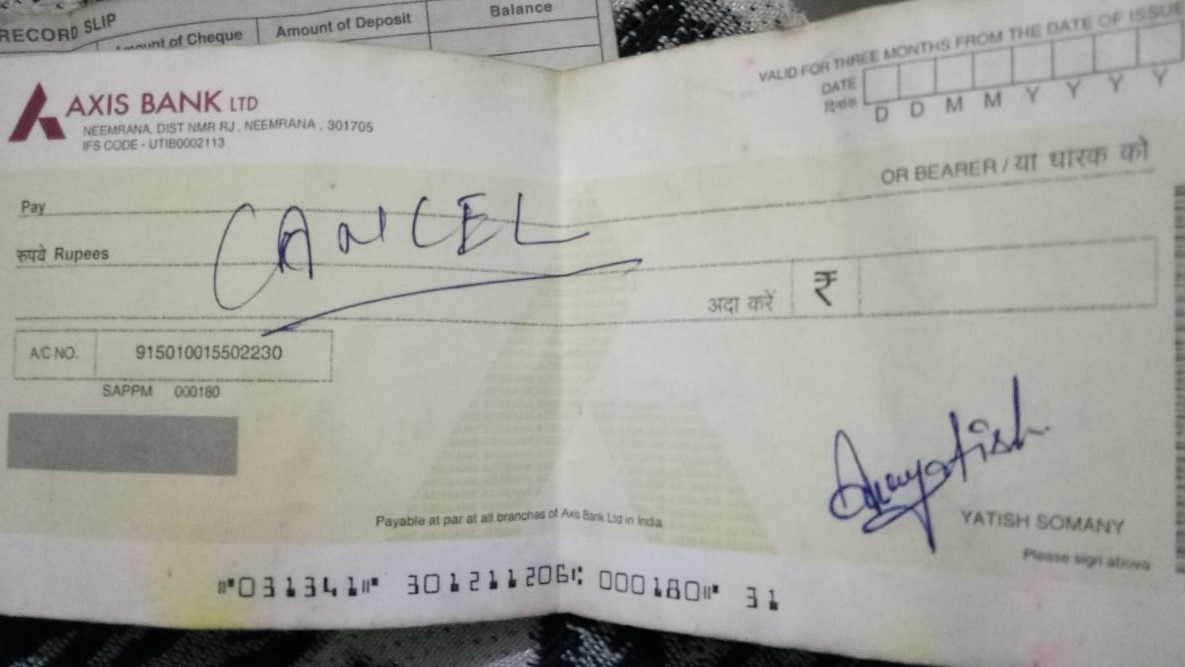 RECORD SLIP
Amount of Cheque Amount of Deposit Balance
AXIS BANK LTD
NEEMRANA, DIST NMR RJ , NEEMRANA , 301705
IFS CODE - UTIB0002113
VALID FOR THREE MONTHS FROM THE DATE OF ISSUE
DATE
दिनांक
D D M M Y Y Y Y
Pay
OR BEARER / या धारक को
CANCEL
रुपये Rupees
अदा करें ₹
A/C NO. 915010015502230
SAPPM 000180
yatish
YATISH SOMANY
Please sign above
Payable at par at all branches of Axis Bank Ltd in India
⑈031341⑈ 301211206⑆ 000180⑈ 31